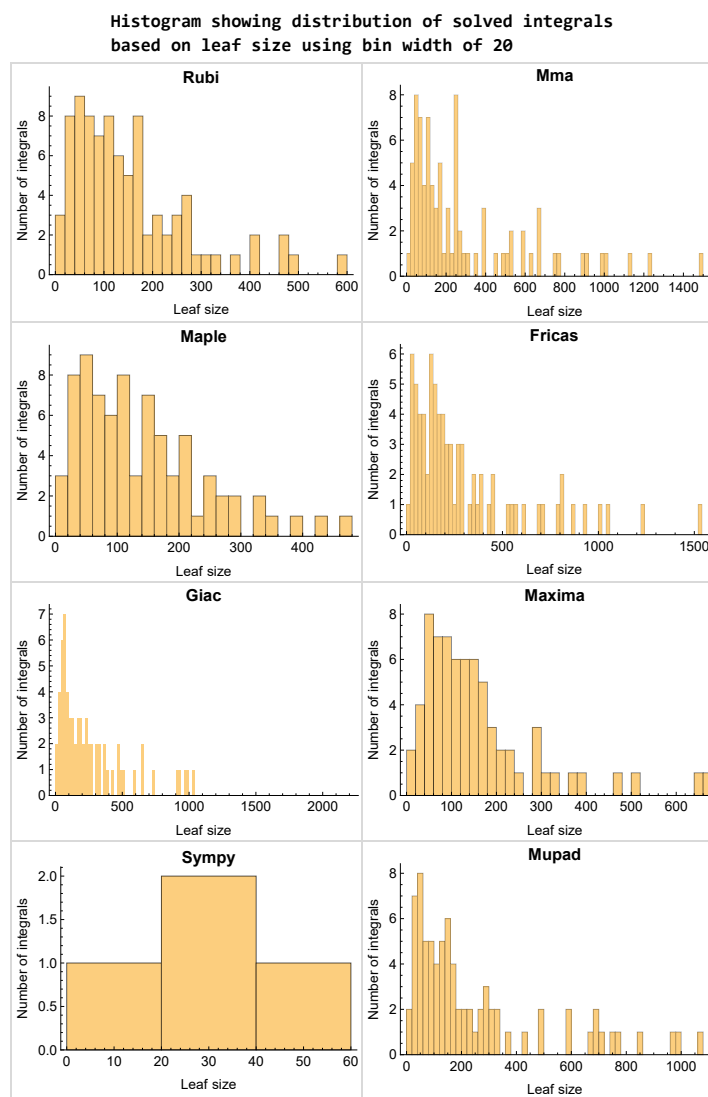 Histogram showing distribution of solved integrals
based on leaf size using bin width of 20
Rubi
Number of integrals
8
6
4
2
0
0 100 200 300 400 500 600
Leaf size
Mma
Number of integrals
8
6
4
2
0
0 200 400 600 800 1000 1200 1400
Leaf size
Maple
Number of integrals
8
6
4
2
0
0 100 200 300 400
Leaf size
Fricas
Number of integrals
6
5
4
3
2
1
0
0 500 1000 1500
Leaf size
Giac
Number of integrals
7
6
5
4
3
2
1
0
0 500 1000 1500 2000
Leaf size
Maxima
Number of integrals
8
6
4
2
0
0 100 200 300 400 500 600
Leaf size
Sympy
Number of integrals
2.0
1.5
1.0
0.5
0.0
0 10 20 30 40 50 60
Leaf size
Mupad
Number of integrals
8
6
4
2
0
0 200 400 600 800 1000
Leaf size